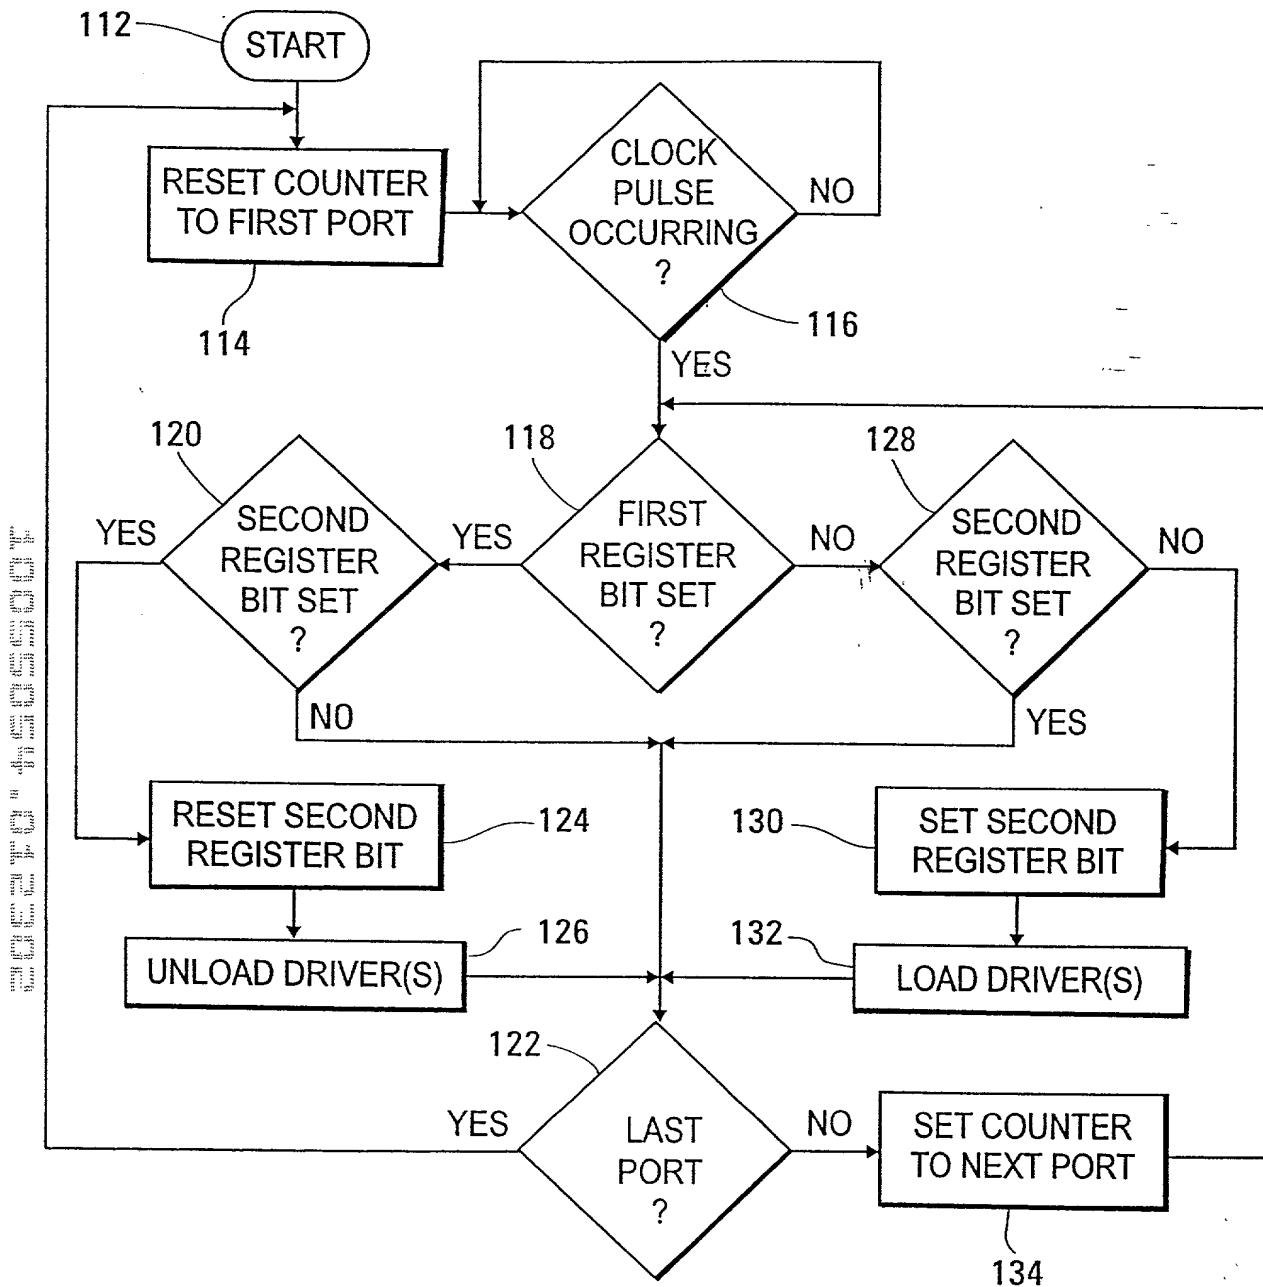 112
START
RESET COUNTER
TO FIRST PORT
114
CLOCK
PULSE
OCCURRING
?
NO
116
YES
120
118
128
YES
SECOND
REGISTER
BIT SET
?
YES
FIRST
REGISTER
BIT SET
?
NO
SECOND
REGISTER
BIT SET
?
NO
NO
YES
RESET SECOND
REGISTER BIT
124
130
SET SECOND
REGISTER BIT
UNLOAD DRIVER(S)
126
132
LOAD DRIVER(S)
122
YES
LAST
PORT
?
NO
SET COUNTER
TO NEXT PORT
134
10055054.012302